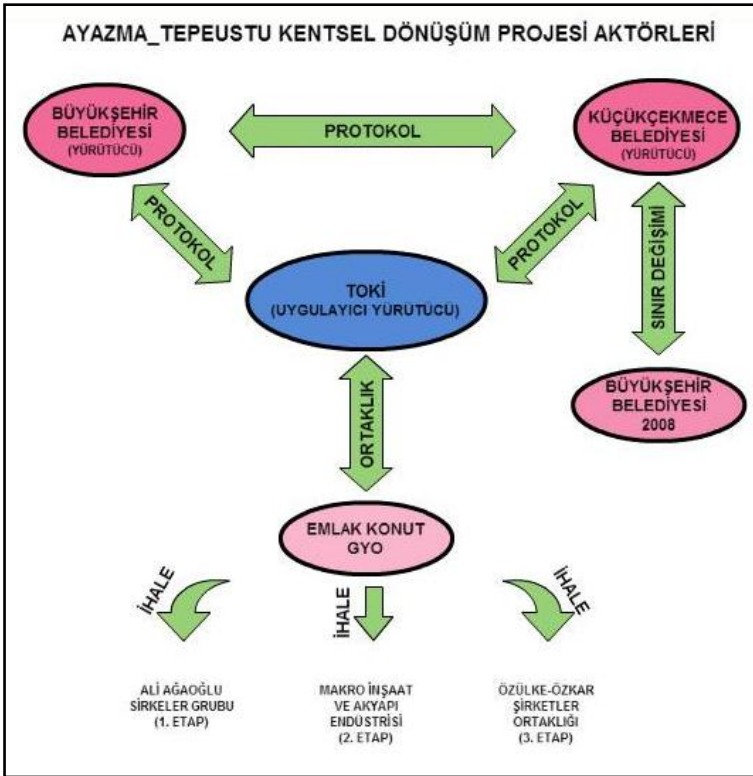 AYAZMA_TEPEUSTU KENTSEL DÖNÜŞÜM PROJESİ AKTÖRLERİ
BÜYÜKŞEHİR
BELEDİYESİ
(YÜRÜTÜCÜ)
PROTOKOL
KÜÇÜKÇEKMECE
BELEDİYESİ
(YÜRÜTÜCÜ)
PROTOKOL
PROTOKOL
SINIR DEĞİŞİMİ
TOKİ
(UYGULAYICI YÜRÜTÜCÜ)
BÜYÜKŞEHİR
BELEDİYESİ
2008
ORTAKLIK
EMLAK KONUT
GYO
İHALE
İHALE
İHALE
ALİ AĞAOĞLU
SİRKELER GRUBU
(1. ETAP)
MAKRO İNŞAAT
VE AKYAPI
ENDÜSTRİSİ
(2. ETAP)
ÖZÜLKE-ÖZKAR
ŞİRKETLER
ORTAKLIĞI
(3. ETAP)